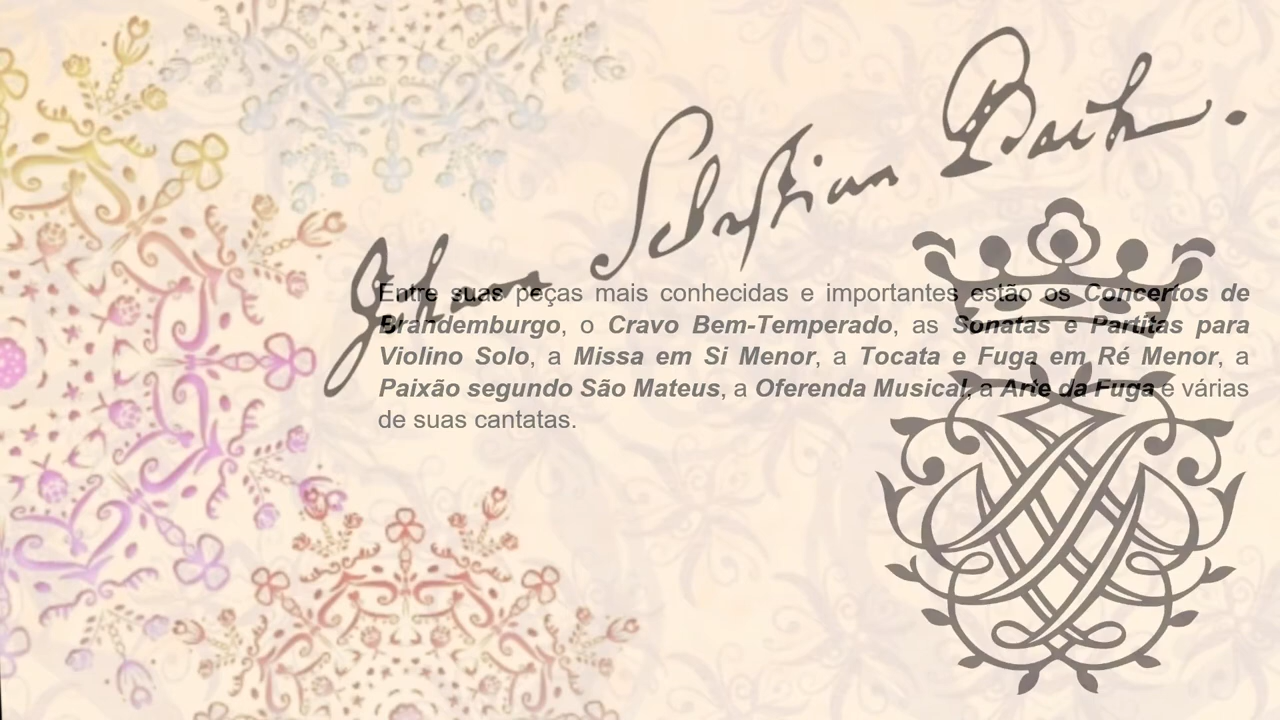 Johann Sebastian Bach.
Entre suas peças mais conhecidas e importantes estão os Concertos de
Brandemburgo, o Cravo Bem-Temperado, as Sonatas e Partitas para
Violino Solo, a Missa em Si Menor, a Tocata e Fuga em Ré Menor, a
Paixão segundo São Mateus, a Oferenda Musical, a Arte da Fuga e várias
de suas cantatas.